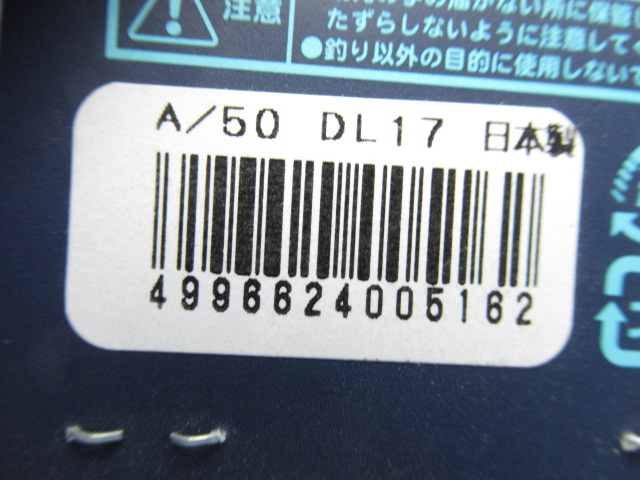 注意
たずらしないように注意して
●釣り以外の目的に使用しないで
A/50 DL17 日本製
4996624005162